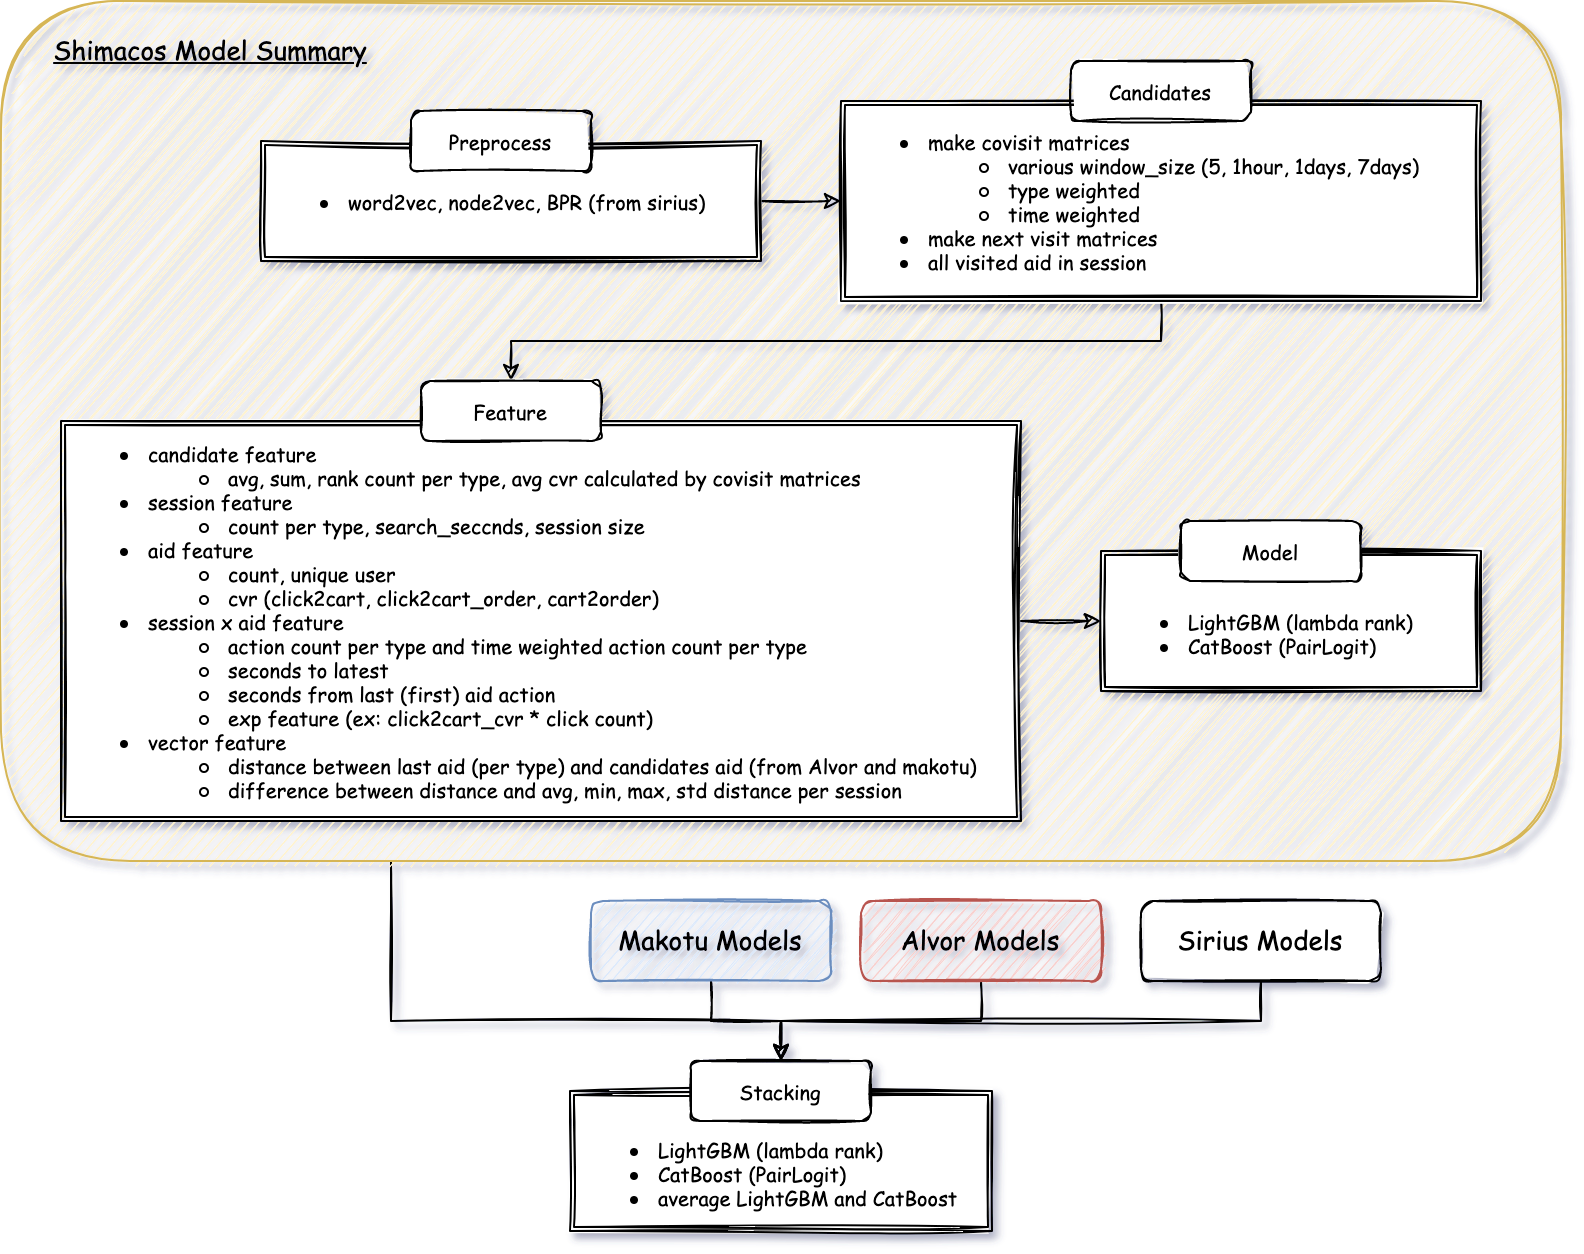 Shimacos Model Summary
Preprocess
• word2vec, node2vec, BPR (from sirius)
Candidates
• make covisit matrices
○ various window_size (5, 1hour, 1days, 7days)
○ type weighted
○ time weighted
• make next visit matrices
• all visited aid in session
Feature
• candidate feature
○ avg, sum, rank count per type, avg cvr calculated by covisit matrices
• session feature
○ count per type, search_seccnds, session size
• aid feature
○ count, unique user
○ cvr (click2cart, click2cart_order, cart2order)
• session x aid feature
○ action count per type and time weighted action count per type
○ seconds to latest
○ seconds from last (first) aid action
○ exp feature (ex: click2cart_cvr * click count)
• vector feature
○ distance between last aid (per type) and candidates aid (from Alvor and makotu)
○ difference between distance and avg, min, max, std distance per session
Model
• LightGBM (lambda rank)
• CatBoost (PairLogit)
Makotu Models
Alvor Models
Sirius Models
Stacking
• LightGBM (lambda rank)
• CatBoost (PairLogit)
• average LightGBM and CatBoost